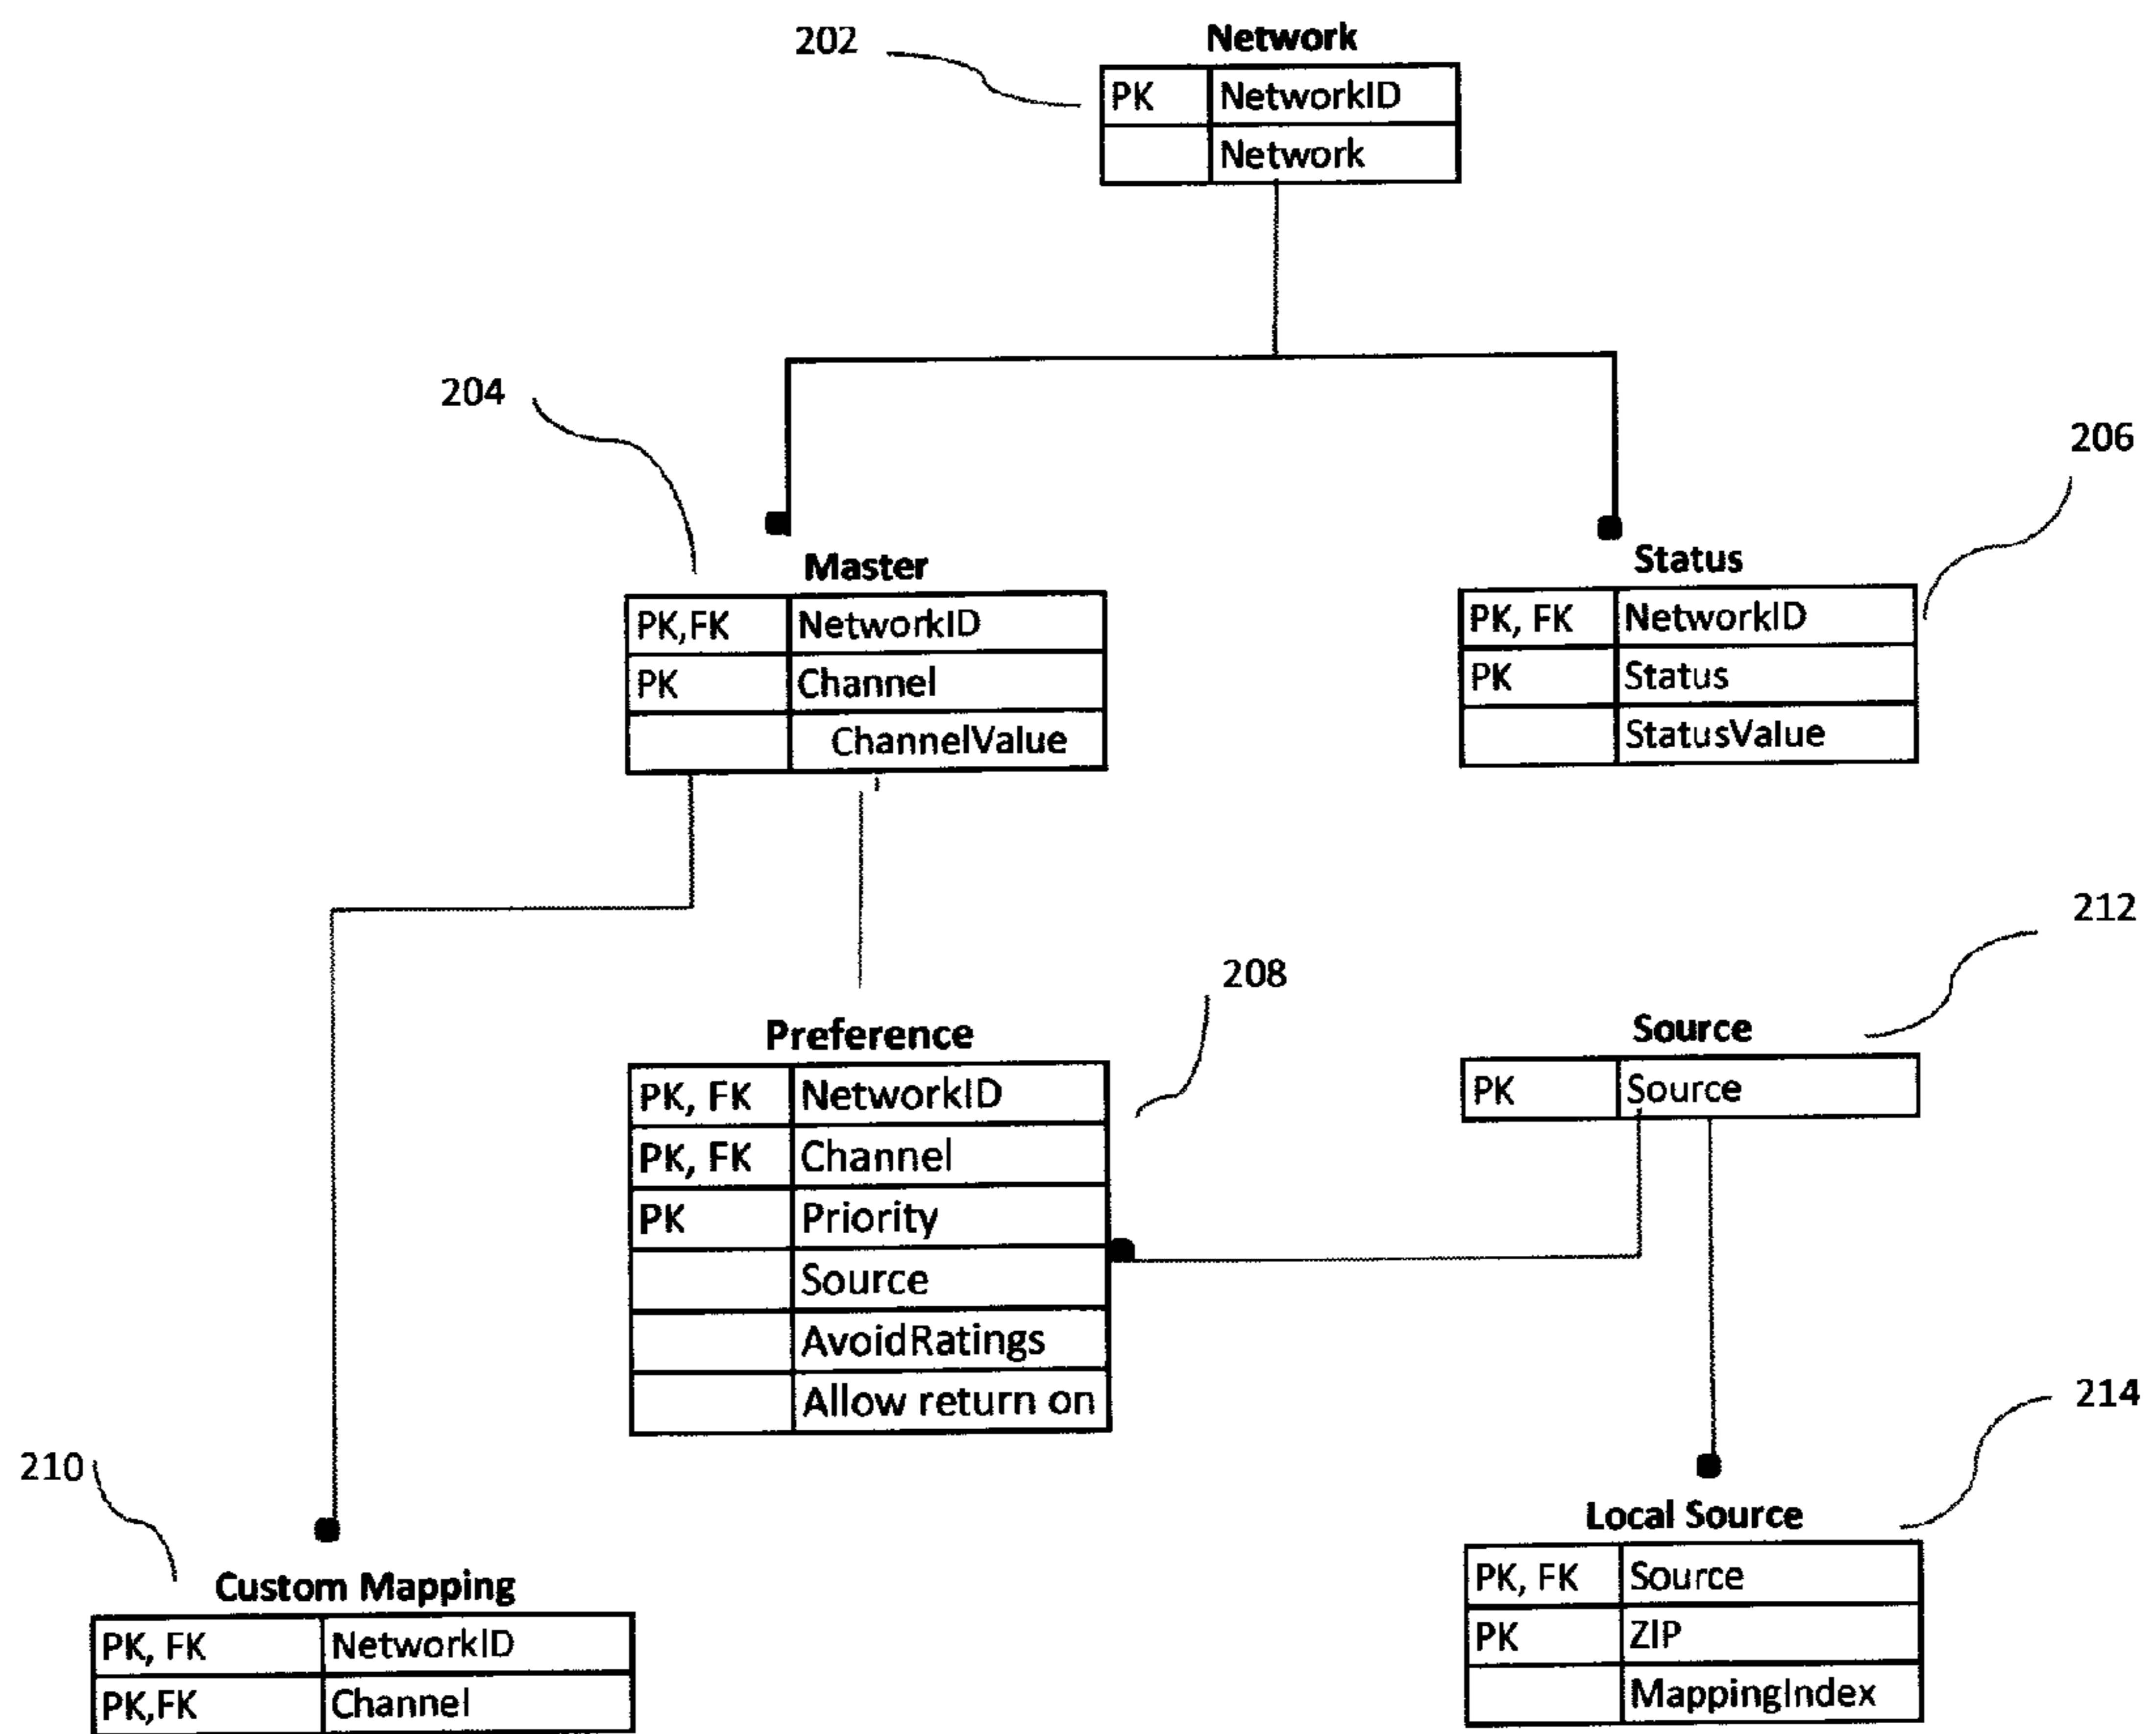 202
Network
PK NetworkID
Network
204
206
Master
PK,FK NetworkID
PK Channel
ChannelValue
Status
PK, FK NetworkID
PK Status
StatusValue
208
212
Preference
PK, FK NetworkID
PK, FK Channel
PK Priority
Source
AvoidRatings
Allow return on
Source
PK Source
210
214
Custom Mapping
PK, FK NetworkID
PK,FK Channel
Local Source
PK, FK Source
PK ZIP
MappingIndex